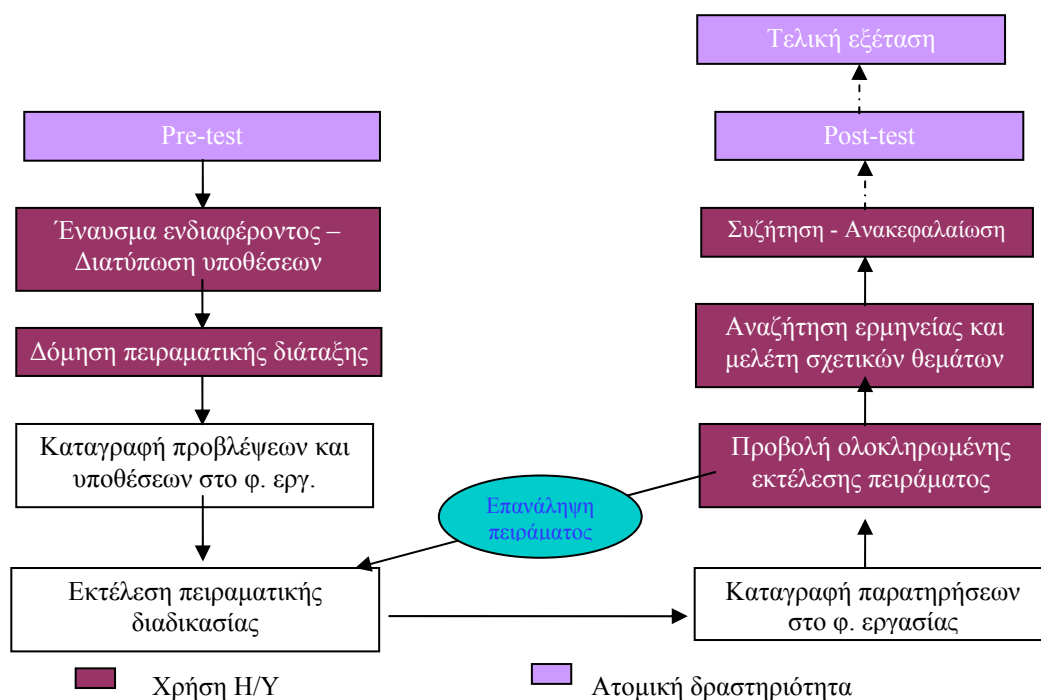 Τελική εξέταση
Pre-test
Post-test
Έναυσμα ενδιαφέροντος –
Διατύπωση υποθέσεων
Συζήτηση - Ανακεφαλαίωση
Δόμηση πειραματικής διάταξης
Αναζήτηση ερμηνείας και
μελέτη σχετικών θεμάτων
Καταγραφή προβλέψεων και
υποθέσεων στο φ. εργ.
Προβολή ολοκληρωμένης
εκτέλεσης πειράματος
Επανάληψη
πειράματος
Εκτέλεση πειραματικής
διαδικασίας
Καταγραφή παρατηρήσεων
στο φ. εργασίας
Χρήση Η/Υ
Ατομική δραστηριότητα